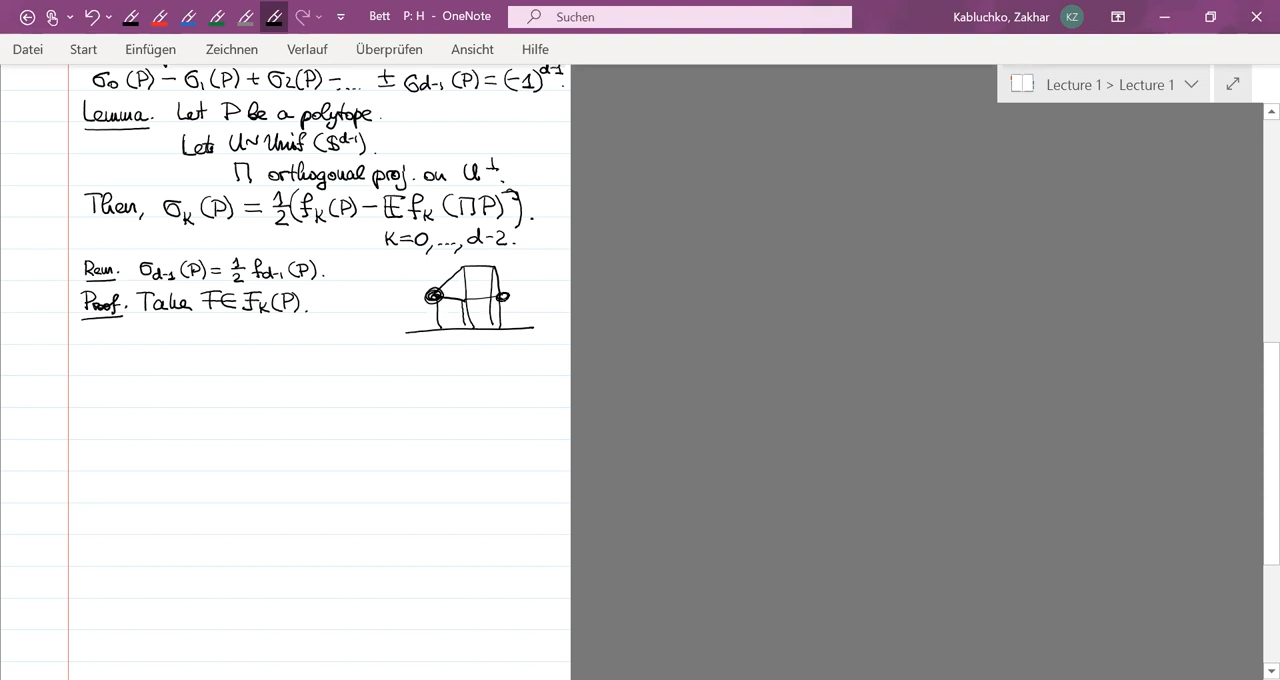 Bett P: H - OneNote
Suchen
Kabluchko, Zakhar KZ
Datei Start Einfügen Zeichnen Verlauf Überprüfen Ansicht Hilfe
Lecture 1 > Lecture 1
σ₀(P) − σ₁(P) + σ₂(P) − .... ± σ_{d-1}(P) = (−1)^{d-1}.
Lemma. Let P be a polytope.
Let U ~ Unif (𝕊^{d-1}).
Π orthogonal proj. on U^⊥.
Then, σ_K(P) = 1/2 (f_K(P) − 𝔼 f_K(ΠP)).
K=0,...,d-2.
Rem. σ_{d-1}(P) = 1/2 f_{d-1}(P).
Proof. Take F ∈ F_K(P).